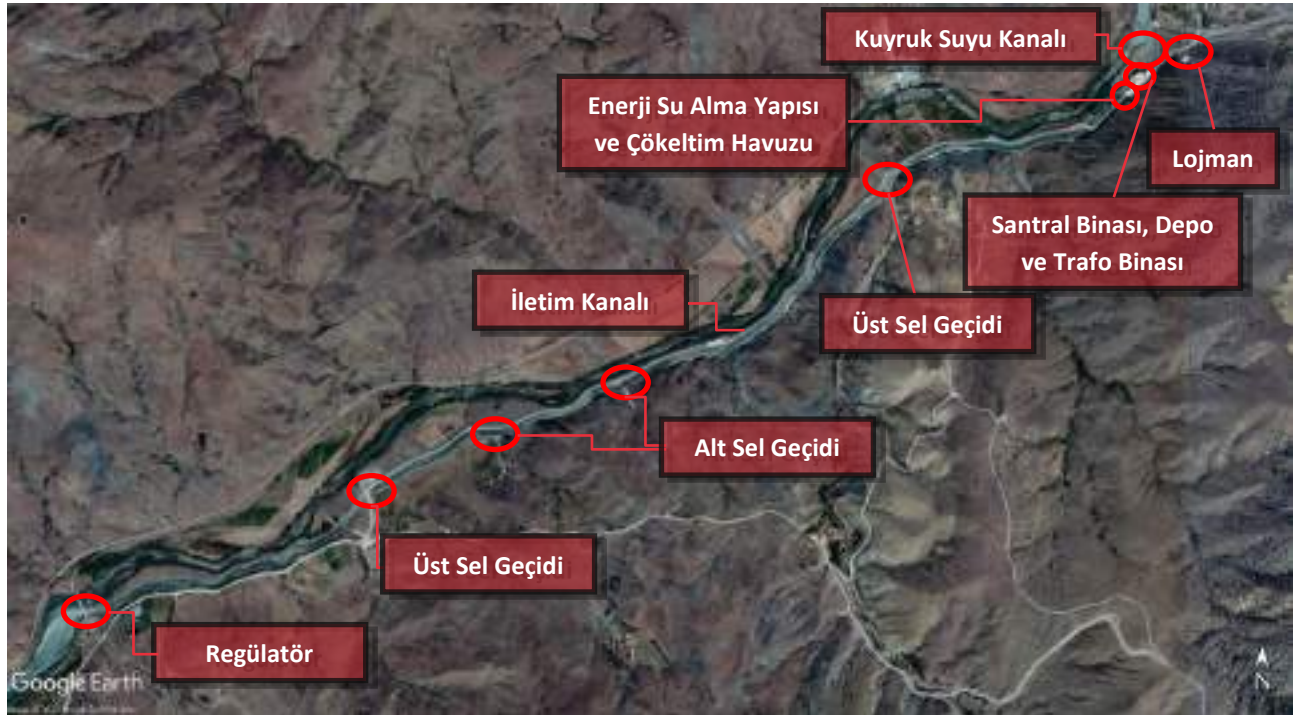 Kuyruk Suyu Kanalı
Enerji Su Alma Yapısı
ve Çökeltim Havuzu
Lojman
Santral Binası, Depo
ve Trafo Binası
İletim Kanalı
Üst Sel Geçidi
Alt Sel Geçidi
Üst Sel Geçidi
Regülatör
Google Earth
N